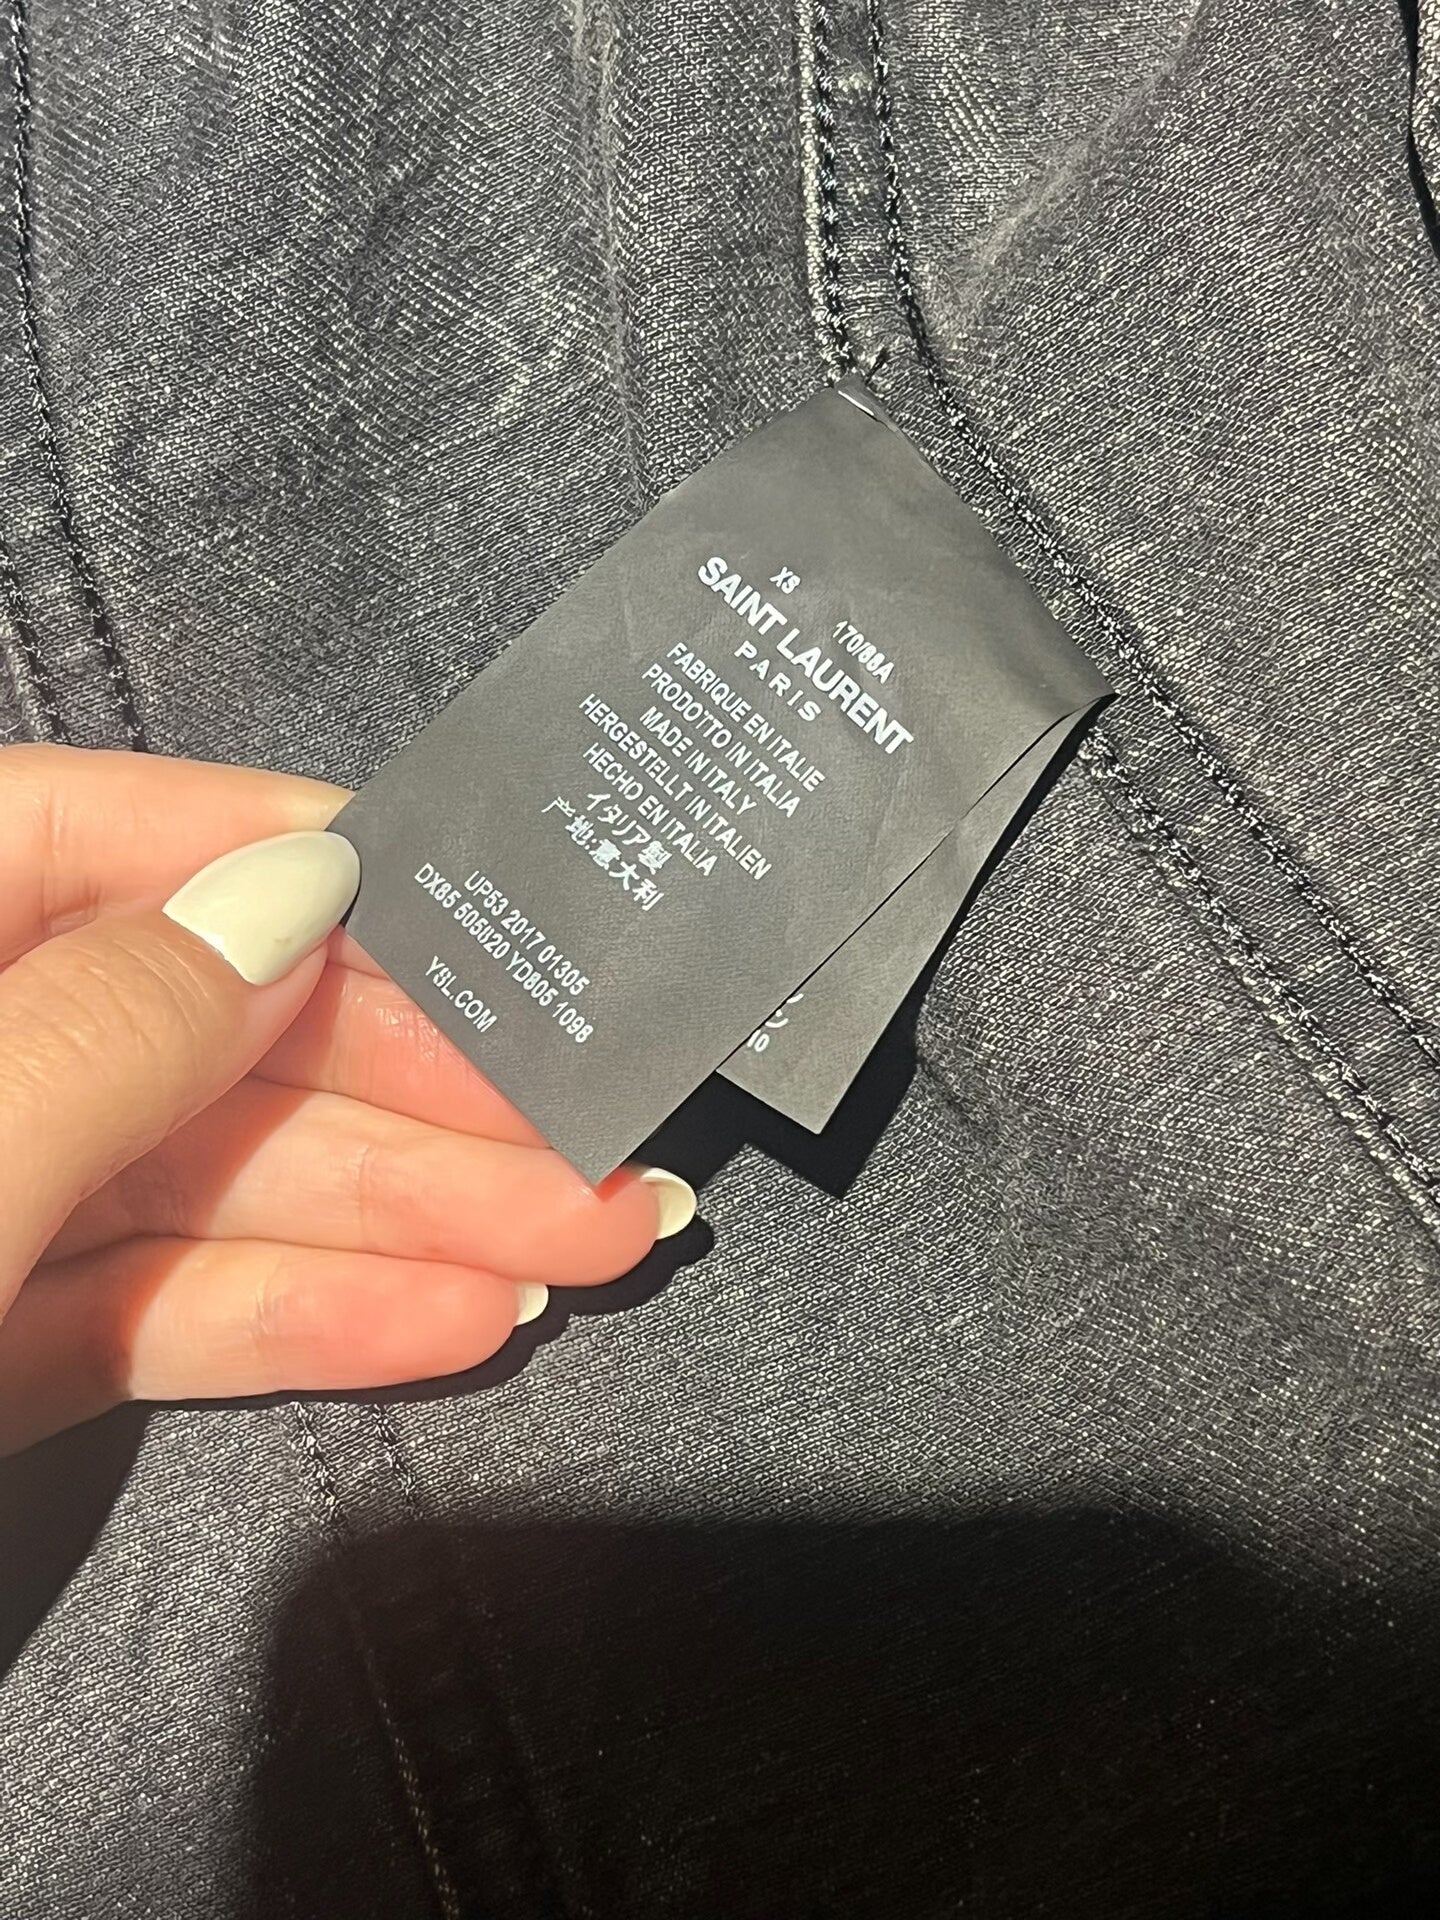 XS 170/88A
SAINT LAURENT
PARIS
FABRIQUE EN ITALIE
PRODOTTO IN ITALIA
MADE IN ITALY
HERGESTELLT IN ITALIEN
HECHO EN ITALIA
イタリア製
产地:意大利
UP53 2017 01305
DX85 505820 YD805 1098
YSL.COM
ン
10